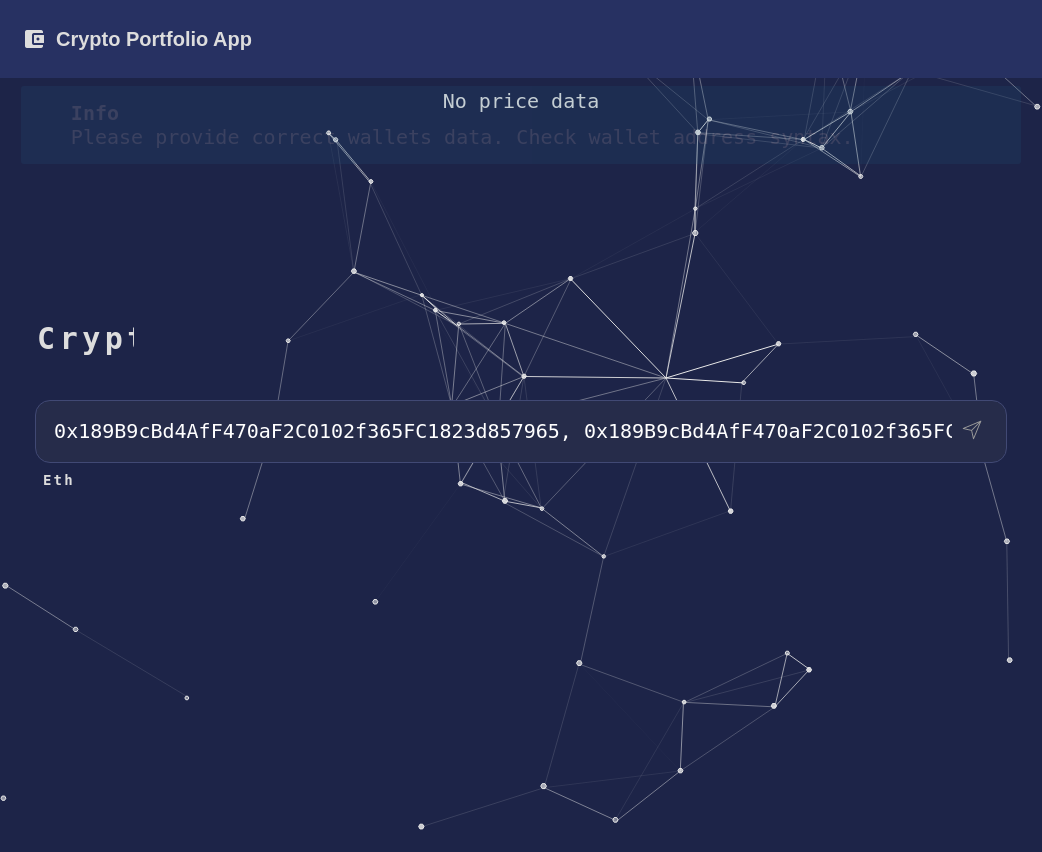 Crypto Portfolio App
No price data
Info
Please provide correct wallets data. Check wallet address syntax.
Crypt
0x189B9cBd4AfF470aF2C0102f365FC1823d857965, 0x189B9cBd4AfF470aF2C0102f365FC
Eth